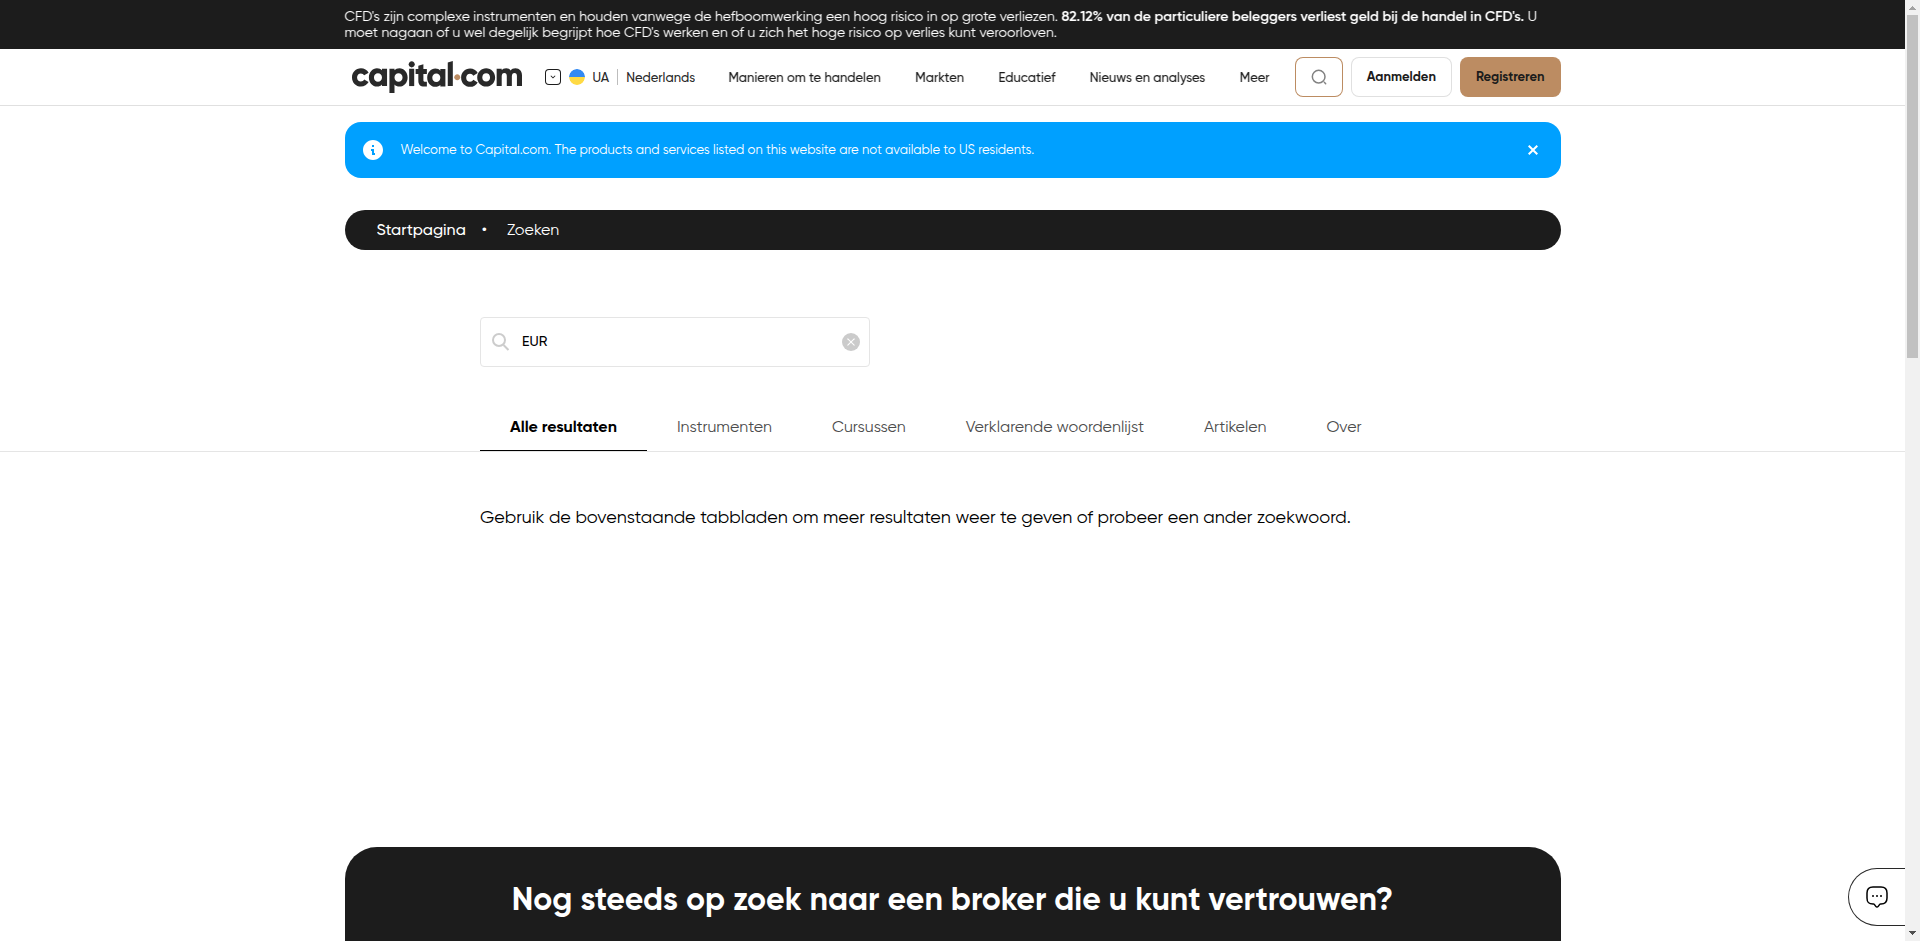 CFD's zijn complexe instrumenten en houden vanwege de hefboomwerking een hoog risico in op grote verliezen. 82.12% van de particuliere beleggers verliest geld bij de handel in CFD's. U
moet nagaan of u wel degelijk begrijpt hoe CFD's werken en of u zich het hoge risico op verlies kunt veroorloven.
capital.com UA Nederlands Manieren om te handelen Markten Educatief Nieuws en analyses Meer Aanmelden Registreren
Welcome to Capital.com. The products and services listed on this website are not available to US residents.
Startpagina • Zoeken
EUR
Alle resultaten Instrumenten Cursussen Verklarende woordenlijst Artikelen Over
Gebruik de bovenstaande tabbladen om meer resultaten weer te geven of probeer een ander zoekwoord.
Nog steeds op zoek naar een broker die u kunt vertrouwen?